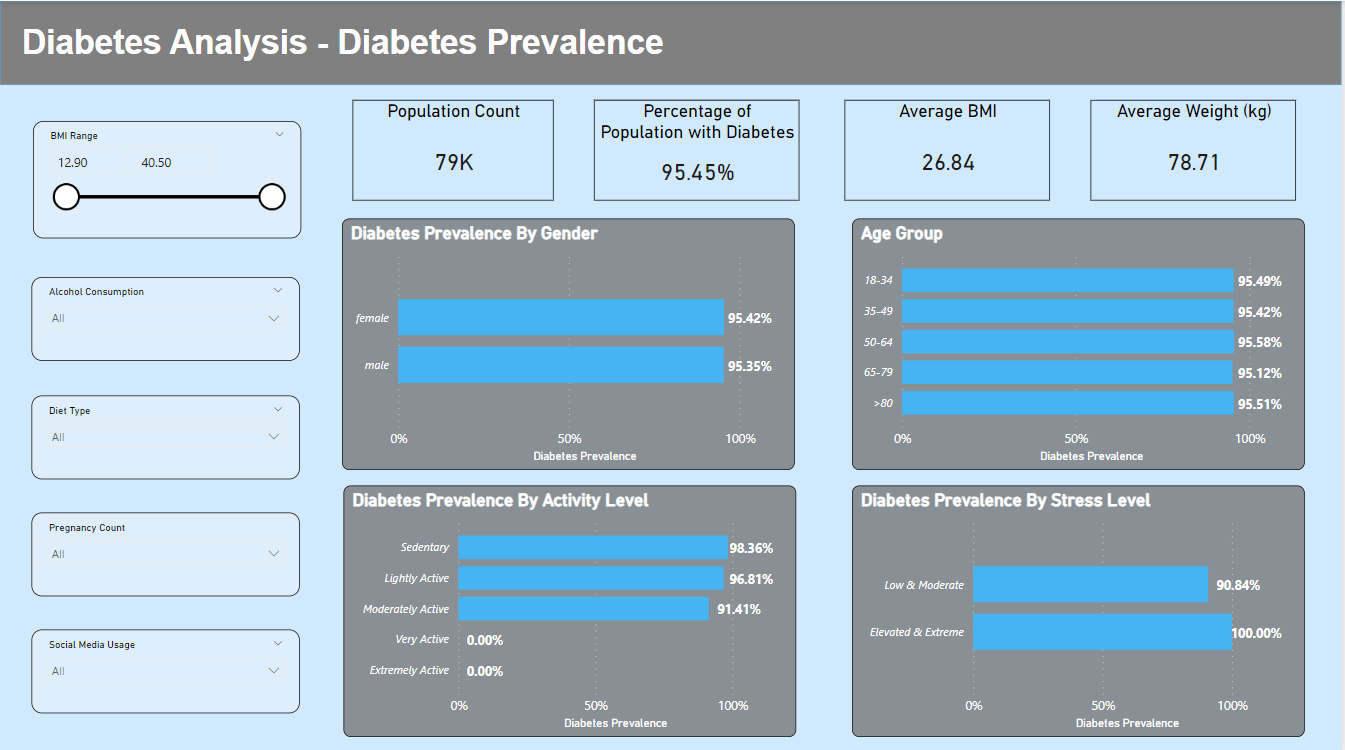 Diabetes Analysis - Diabetes Prevalence
BMI Range
12.90 40.50
Alcohol Consumption
All
Diet Type
All
Pregnancy Count
All
Social Media Usage
All
Population Count
79K
Percentage of
Population with Diabetes
95.45%
Average BMI
26.84
Average Weight (kg)
78.71
Diabetes Prevalence By Gender
female 95.42%
male 95.35%
0% 50% 100%
Diabetes Prevalence
Age Group
18-34 95.49%
35-49 95.42%
50-64 95.58%
65-79 95.12%
>80 95.51%
0% 50% 100%
Diabetes Prevalence
Diabetes Prevalence By Activity Level
Sedentary 98.36%
Lightly Active 96.81%
Moderately Active 91.41%
Very Active 0.00%
Extremely Active 0.00%
0% 50% 100%
Diabetes Prevalence
Diabetes Prevalence By Stress Level
Low & Moderate 90.84%
Elevated & Extreme 100.00%
0% 50% 100%
Diabetes Prevalence